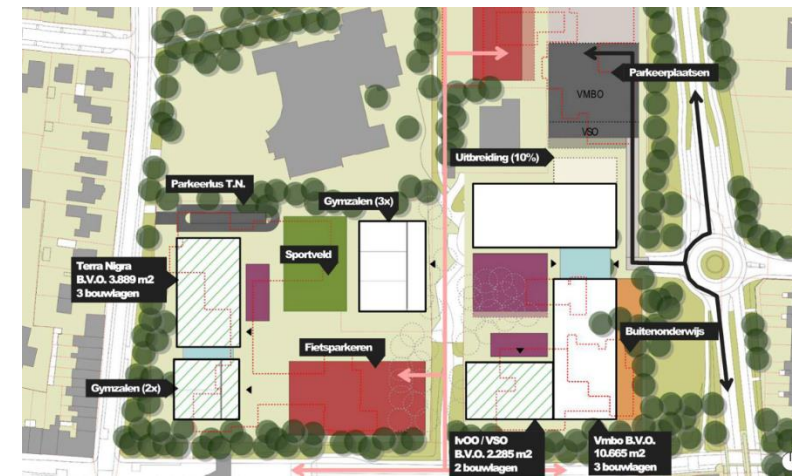 Parkeerplaatsen
VMBO
VSO
Uitbreiding (10%)
Parkeerlus T.N.
Gymzalen (3x)
Sportveld
Terra Nigra
B.V.O. 3.889 m2
3 bouwlagen
Buitenonderwijs
Fietsparkeren
Gymzalen (2x)
lvOO / VSO
B.V.O. 2.285 m2
2 bouwlagen
Vmbo B.V.O.
10.665 m2
3 bouwlagen